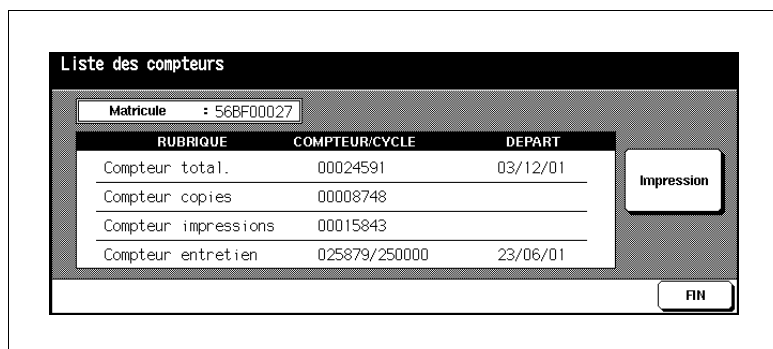 Liste des compteurs
Matricule : 56BF00027
RUBRIQUE COMPTEUR/CYCLE DEPART
Compteur total. 00024591 03/12/01
Compteur copies 00008748
Impression
Compteur impressions 00015843
Compteur entretien 025879/250000 23/06/01
FIN